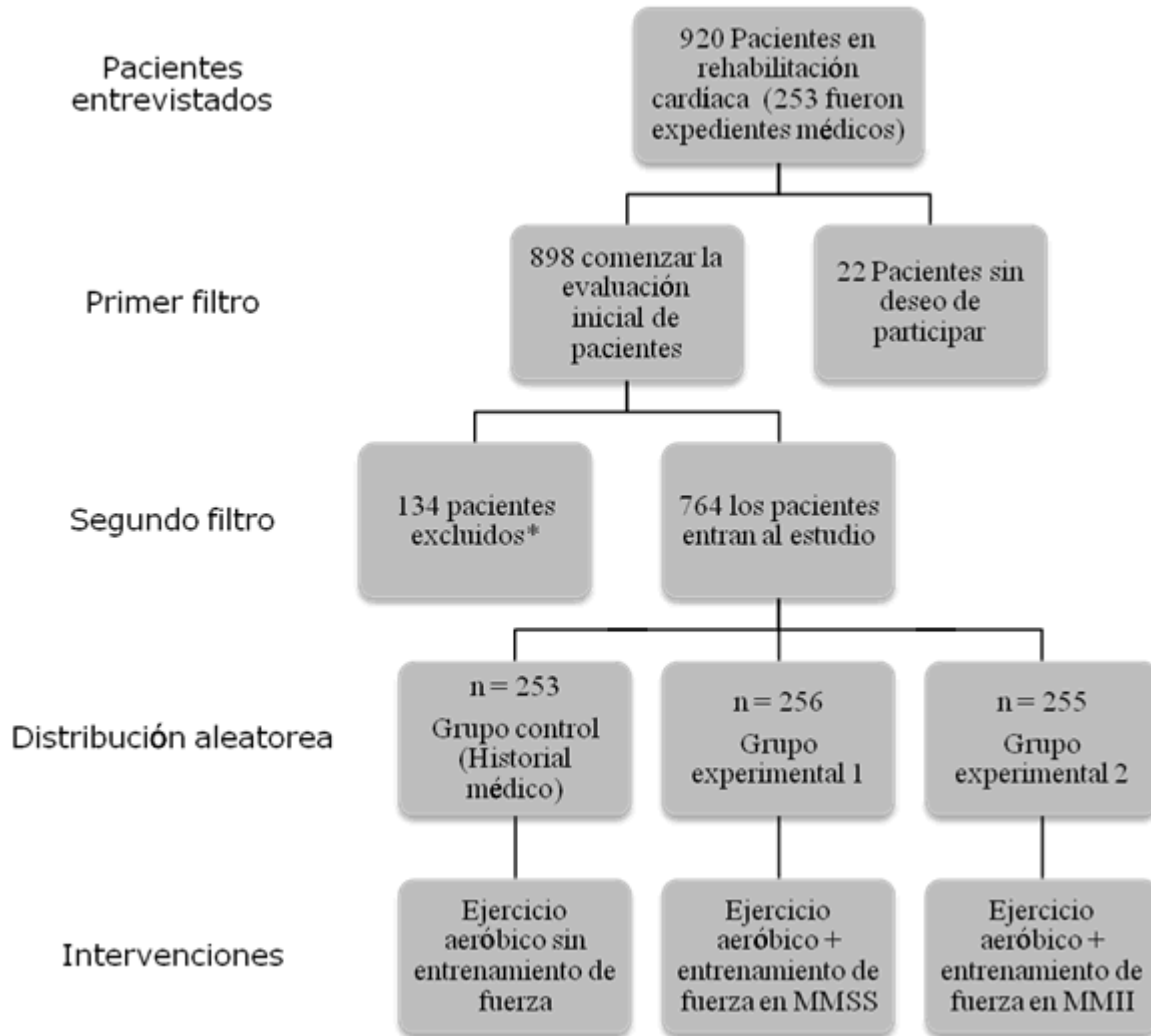 Pacientes
entrevistados
920 Pacientes en
rehabilitación
cardíaca (253 fueron
expedientes médicos)
Primer filtro
898 comenzar la
evaluación
inicial de
pacientes
22 Pacientes sin
deseo de
participar
Segundo filtro
134 pacientes
excluidos*
764 los pacientes
entran al estudio
Distribución aleatorea
n = 253
Grupo control
(Historial
médico)
n = 256
Grupo
experimental 1
n = 255
Grupo
experimental 2
Intervenciones
Ejercicio
aeróbico sin
entrenamiento de
fuerza
Ejercicio
aeróbico +
entrenamiento de
fuerza en MMSS
Ejercicio
aeróbico +
entrenamiento de
fuerza en MMII